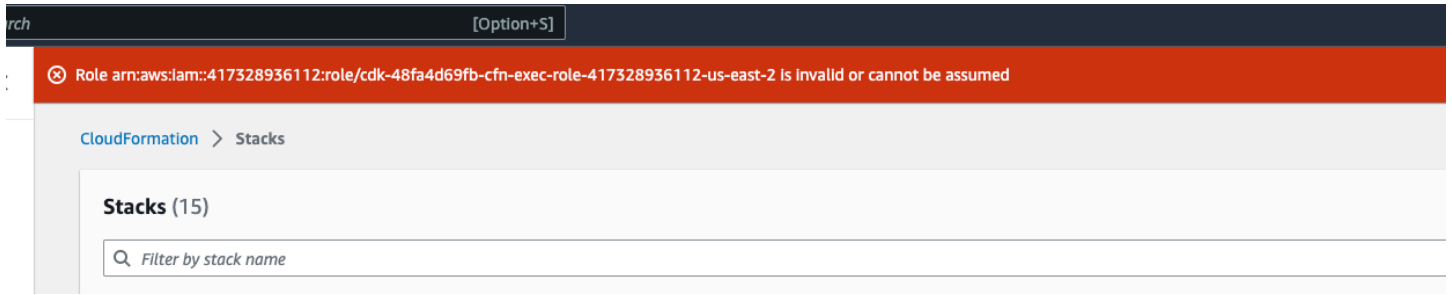 rch [Option+S]
Role arn:aws:iam::417328936112:role/cdk-48fa4d69fb-cfn-exec-role-417328936112-us-east-2 is invalid or cannot be assumed
CloudFormation > Stacks
Stacks (15)
Filter by stack name